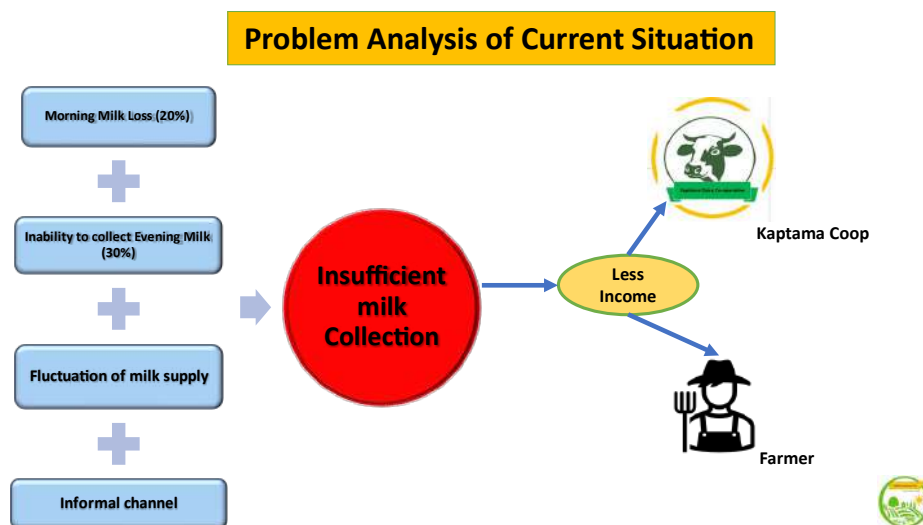 Problem Analysis of Current Situation
Morning Milk Loss (20%)
Inability to collect Evening Milk
(30%)
Fluctuation of milk supply
Informal channel
Insufficient
milk
Collection
Less
Income
Kaptama Coop
Farmer